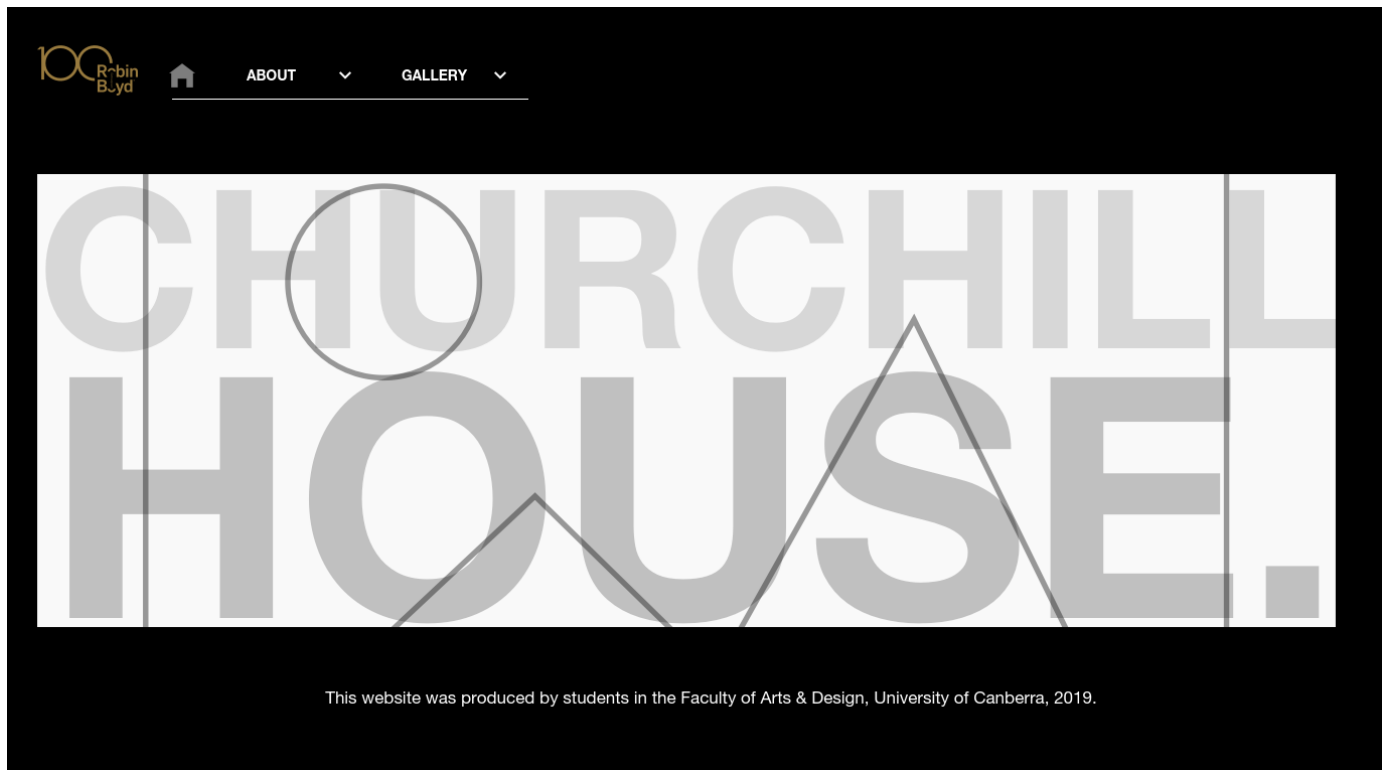 100 Robin
Boyd
ABOUT
GALLERY
CHURCHILL
HOUSE.
This website was produced by students in the Faculty of Arts & Design, University of Canberra, 2019.